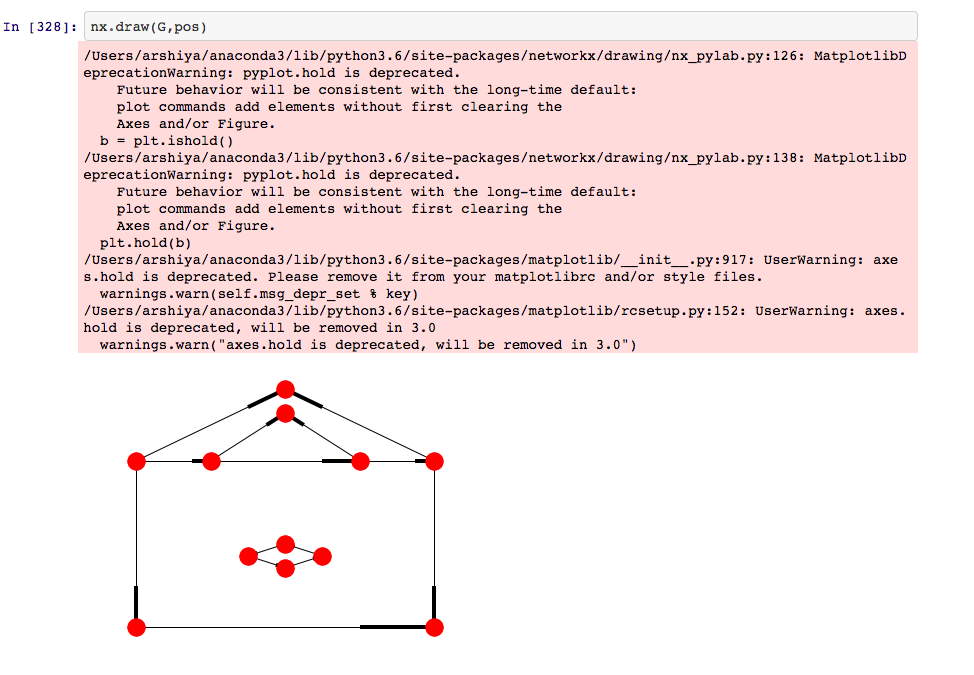 In [328]: nx.draw(G,pos)
/Users/arshiya/anaconda3/lib/python3.6/site-packages/networkx/drawing/nx_pylab.py:126: MatplotlibD
eprecationWarning: pyplot.hold is deprecated.
    Future behavior will be consistent with the long-time default:
    plot commands add elements without first clearing the
    Axes and/or Figure.
  b = plt.ishold()
/Users/arshiya/anaconda3/lib/python3.6/site-packages/networkx/drawing/nx_pylab.py:138: MatplotlibD
eprecationWarning: pyplot.hold is deprecated.
    Future behavior will be consistent with the long-time default:
    plot commands add elements without first clearing the
    Axes and/or Figure.
  plt.hold(b)
/Users/arshiya/anaconda3/lib/python3.6/site-packages/matplotlib/__init__.py:917: UserWarning: axe
s.hold is deprecated. Please remove it from your matplotlibrc and/or style files.
  warnings.warn(self.msg_depr_set % key)
/Users/arshiya/anaconda3/lib/python3.6/site-packages/matplotlib/rcsetup.py:152: UserWarning: axes.
hold is deprecated, will be removed in 3.0
  warnings.warn("axes.hold is deprecated, will be removed in 3.0")